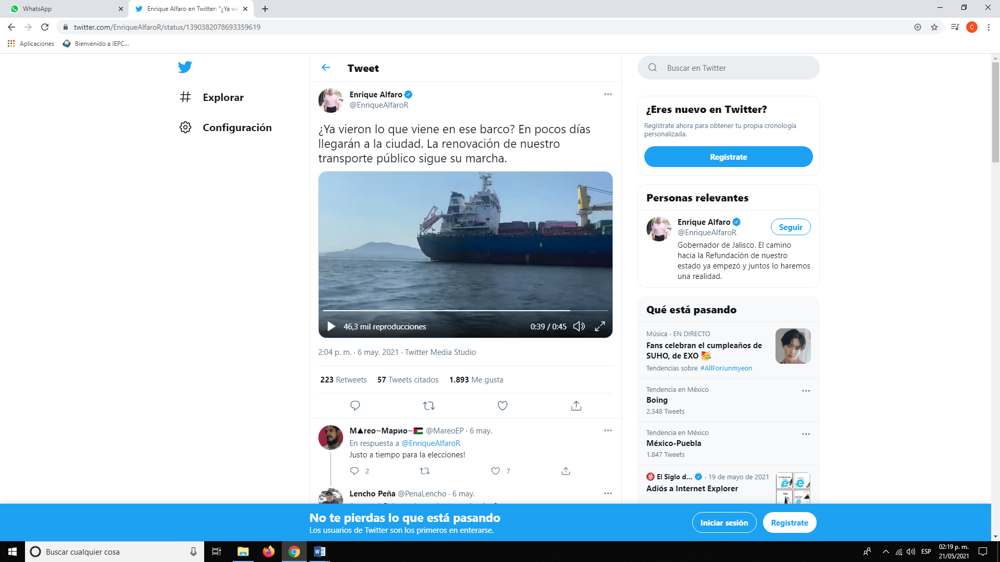 WhatsApp
Enrique Alfaro en Twitter: "¿Ya vie
twitter.com/EnriqueAlfaroR/status/1390382078693359619
C
Aplicaciones
Bienvenido a IEPC...
Explorar
Configuración
Tweet
Enrique Alfaro
@EnriqueAlfaroR
¿Ya vieron lo que viene en ese barco? En pocos días
llegarán a la ciudad. La renovación de nuestro
transporte público sigue su marcha.
46,3 mil reproducciones
0:39 / 0:45
2:04 p. m. · 6 may. 2021 · Twitter Media Studio
223 Retweets 57 Tweets citados 1.893 Me gusta
M▲reo~Марио~🇵🇸 @MareoEP · 6 may.
En respuesta a @EnriqueAlfaroR
Justo a tiempo para la elecciones!
2 7
Lencho Peña @PenaLencho · 6 may.
Buscar en Twitter
¿Eres nuevo en Twitter?
Regístrate ahora para obtener tu propia cronología
personalizada.
Regístrate
Personas relevantes
Enrique Alfaro
@EnriqueAlfaroR
Seguir
Gobernador de Jalisco. El camino
hacia la Refundación de nuestro
estado ya empezó y juntos lo haremos
una realidad.
Qué está pasando
Música · EN DIRECTO
Fans celebran el cumpleaños de
SUHO, de EXO 🥳
Tendencias sobre #AllForJunmyeon
Tendencia en México
Boing
2.348 Tweets
Tendencia en México
México-Puebla
1.847 Tweets
El Siglo d... · 19 de mayo de 2021
Adiós a Internet Explorer
No te pierdas lo que está pasando
Los usuarios de Twitter son los primeros en enterarse.
Iniciar sesión
Regístrate
Buscar cualquier cosa
ESP
02:19 p. m.
21/05/2021